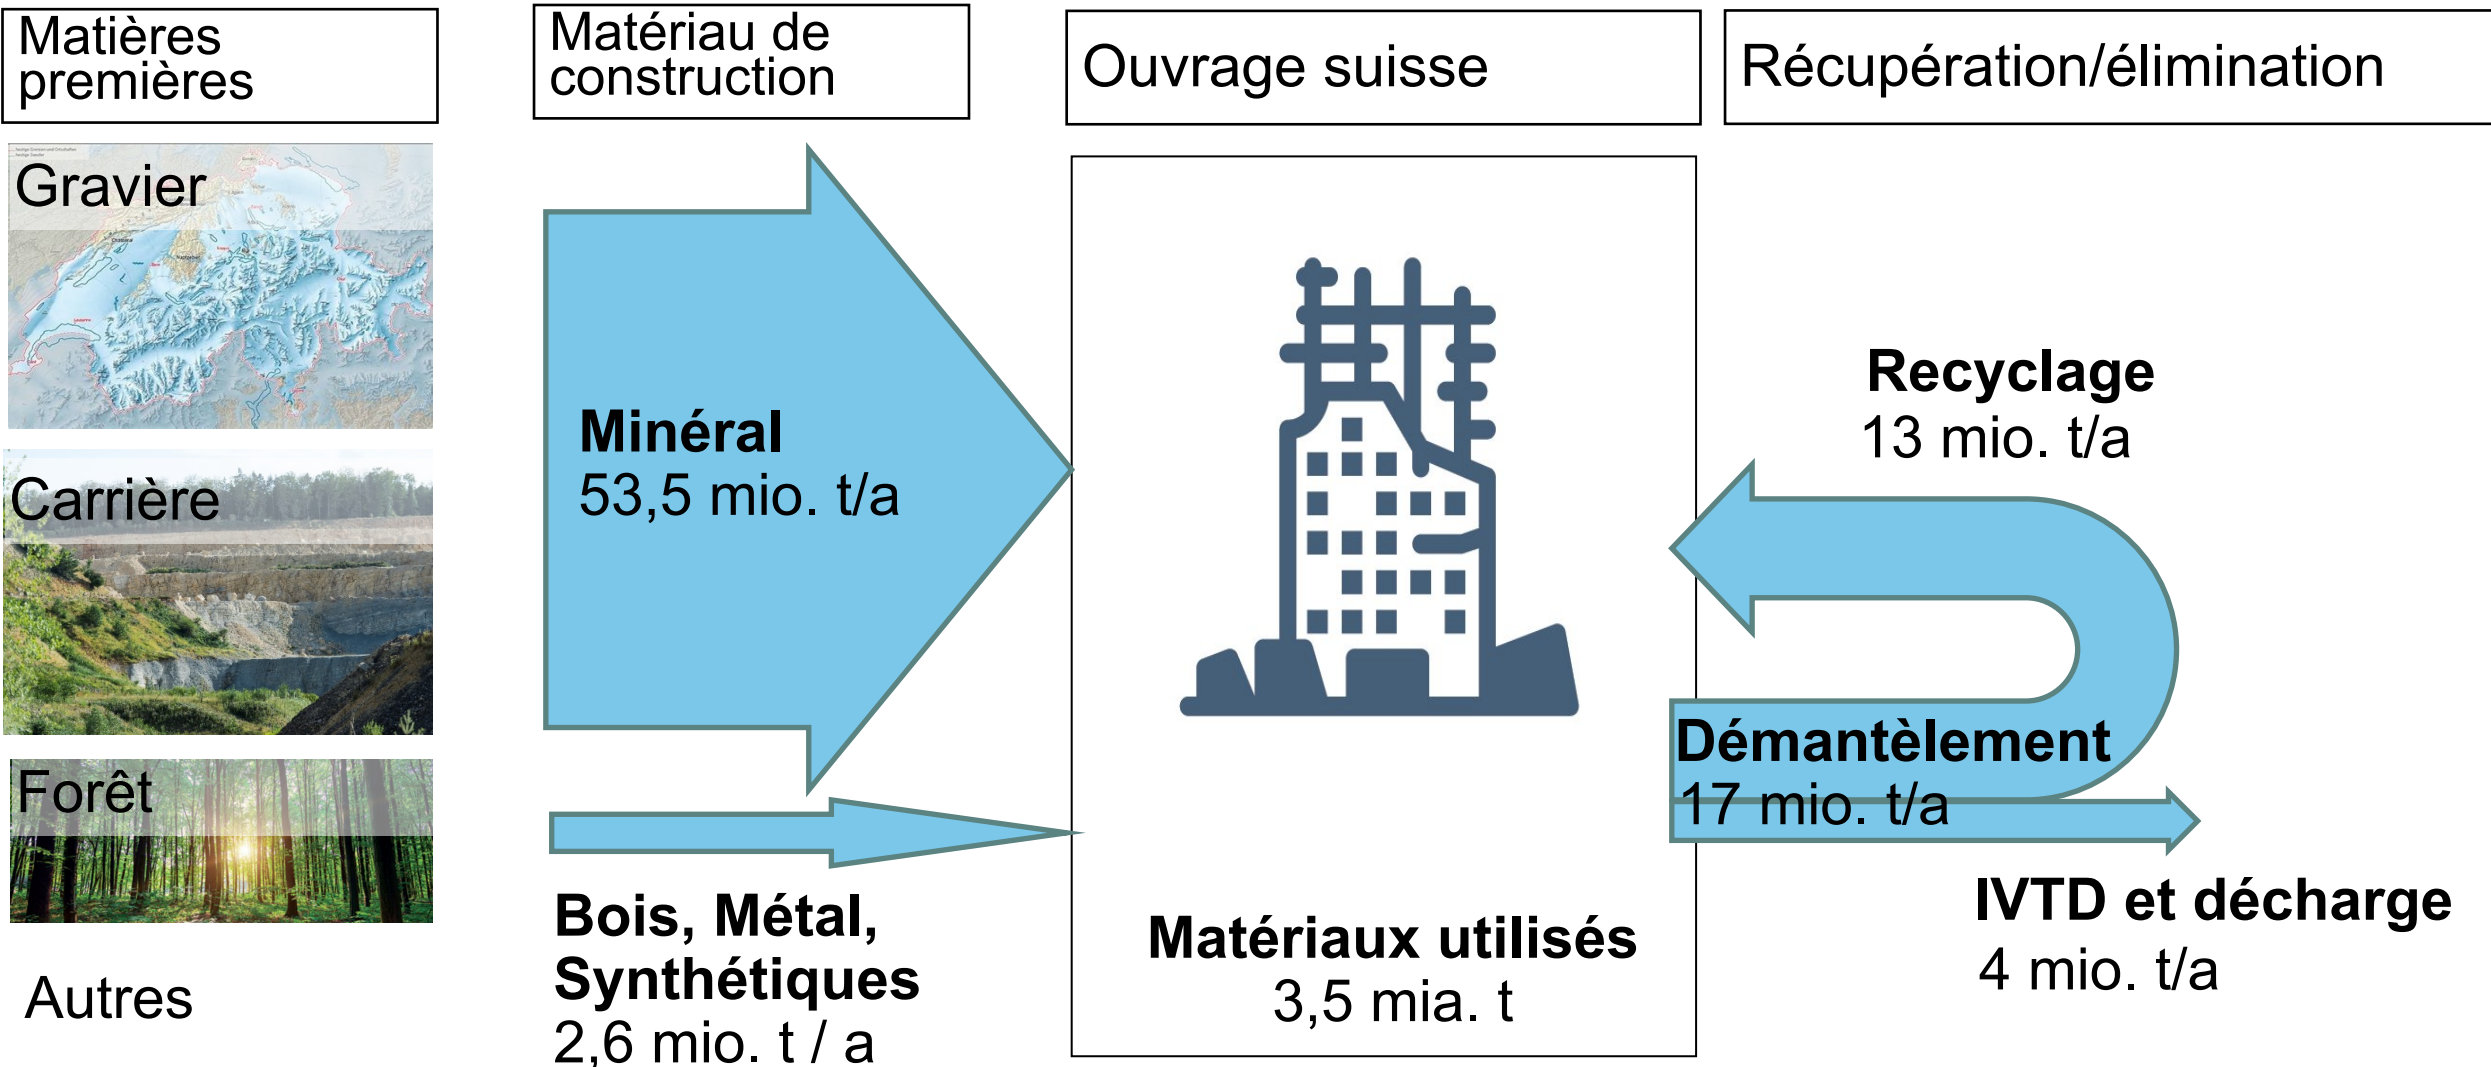 Matières
premières
Matériau de
construction
Ouvrage suisse
Récupération/élimination
Gravier
Carrière
Forêt
Autres
Minéral
53,5 mio. t/a
Bois, Métal,
Synthétiques
2,6 mio. t / a
Matériaux utilisés
3,5 mia. t
Recyclage
13 mio. t/a
Démantèlement
17 mio. t/a
IVTD et décharge
4 mio. t/a